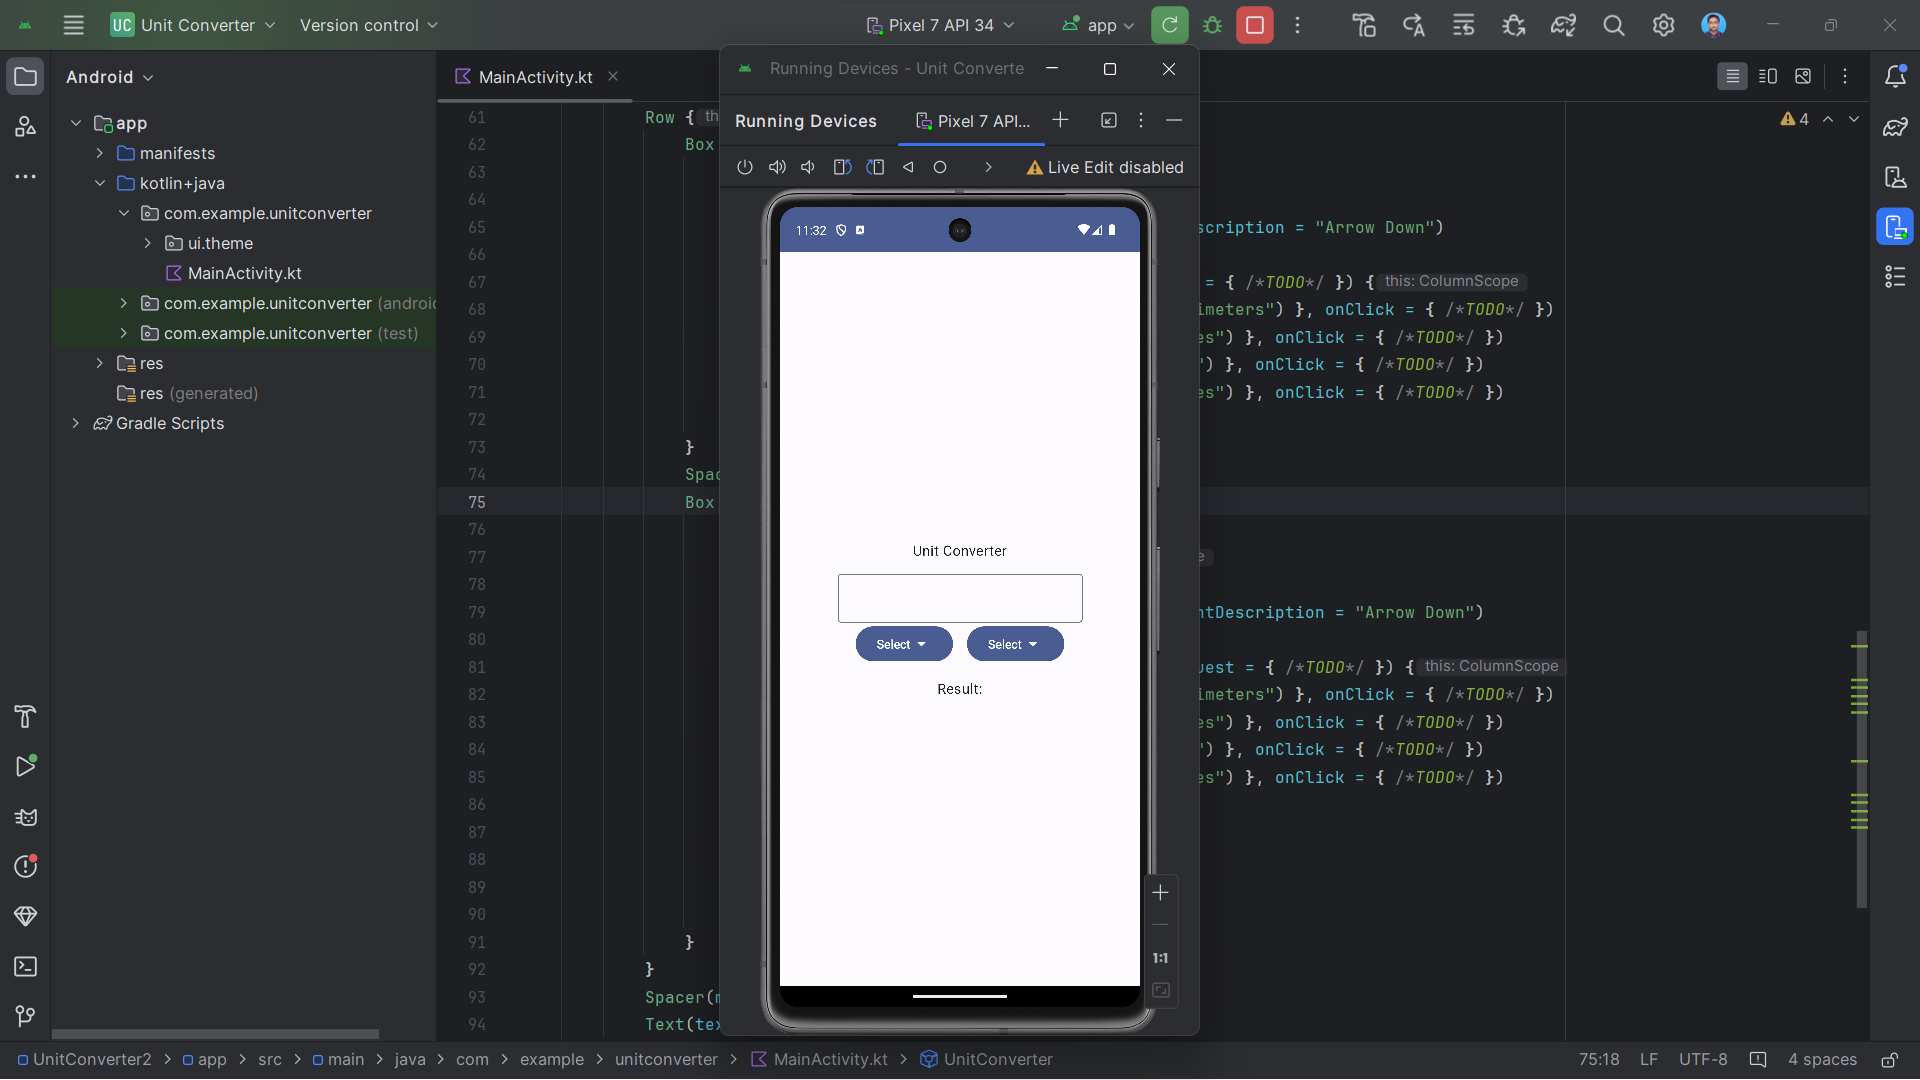 UC Unit Converter
Version control
Pixel 7 API 34
app
Android
app
manifests
kotlin+java
com.example.unitconverter
ui.theme
MainActivity.kt
com.example.unitconverter
com.example.unitconverter (test)
res
res (generated)
Gradle Scripts
MainActivity.kt
4
61 Row {
62 Box
63
64
65 scription = "Arrow Down")
66
67 = { /*TODO*/ }) { this: ColumnScope
68 imeters") }, onClick = { /*TODO*/ })
69 es") }, onClick = { /*TODO*/ })
70 ") }, onClick = { /*TODO*/ })
71 es") }, onClick = { /*TODO*/ })
72
73 }
74 Spac
75 Box
76
77
78
79 ntDescription = "Arrow Down")
80
81 uest = { /*TODO*/ }) { this: ColumnScope
82 imeters") }, onClick = { /*TODO*/ })
83 es") }, onClick = { /*TODO*/ })
84 ") }, onClick = { /*TODO*/ })
85 es") }, onClick = { /*TODO*/ })
86
87
88
89
90
91 }
92 }
93 Spacer(
94 Text(te
Running Devices - Unit Converte
Running Devices
Pixel 7 API...
Live Edit disabled
11:32
Unit Converter
Select
Select
Result:
1:1
UnitConverter2 > app > src > main > java > com > example > unitconverter > MainActivity.kt > UnitConverter
75:18
LF
UTF-8
4 spaces